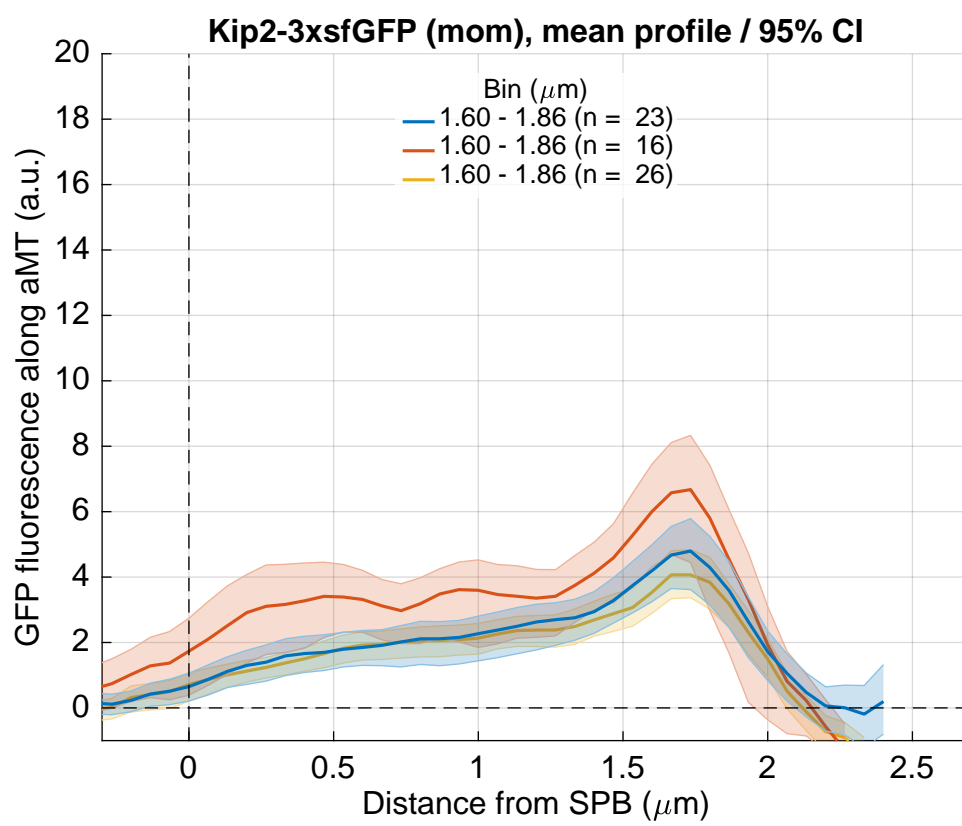 Kip2-3xsfGFP (mom), mean profile / 95% CI
GFP fluorescence along aMT (a.u.)
20
18
16
14
12
10
8
6
4
2
0
Bin (μm)
1.60 - 1.86 (n = 23)
1.60 - 1.86 (n = 16)
1.60 - 1.86 (n = 26)
0
0.5
1
1.5
2
2.5
Distance from SPB (μm)